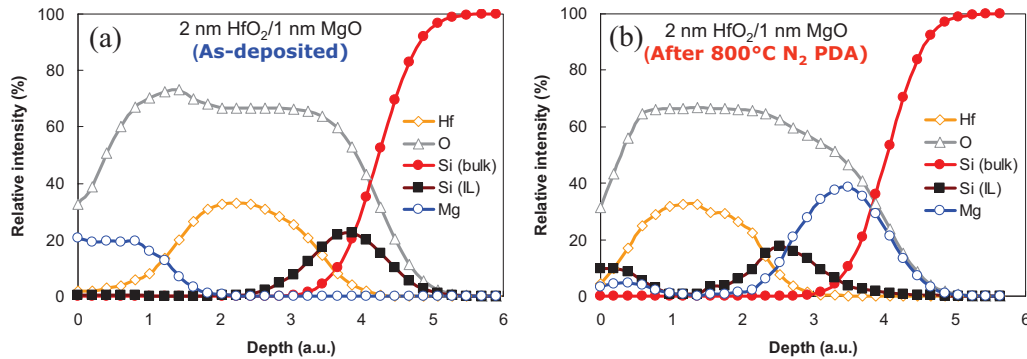 (a)
2 nm HfO₂/1 nm MgO
(As-deposited)
Relative intensity (%)
100
80
60
40
20
0
Hf
O
Si (bulk)
Si (IL)
Mg
0 1 2 3 4 5 6
Depth (a.u.)
(b)
2 nm HfO₂/1 nm MgO
(After 800°C N₂ PDA)
Relative intensity (%)
100
80
60
40
20
0
Hf
O
Si (bulk)
Si (IL)
Mg
0 1 2 3 4 5 6
Depth (a.u.)